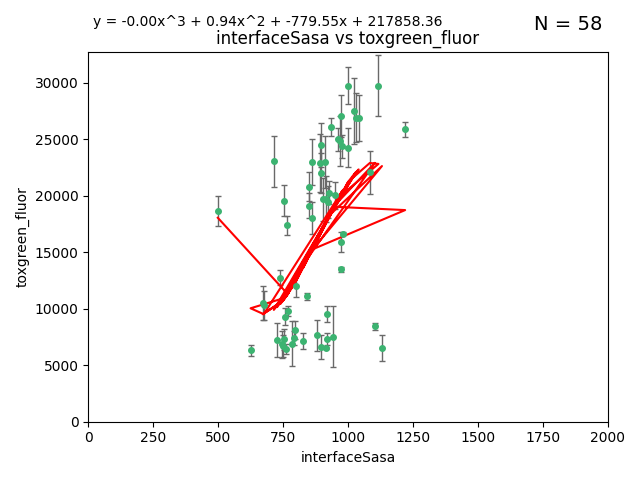 y = -0.00x^3 + 0.94x^2 + -779.55x + 217858.36
N = 58
interfaceSasa vs toxgreen_fluor
30000
25000
20000
15000
10000
5000
0
toxgreen_fluor
0 250 500 750 1000 1250 1500 1750 2000
interfaceSasa